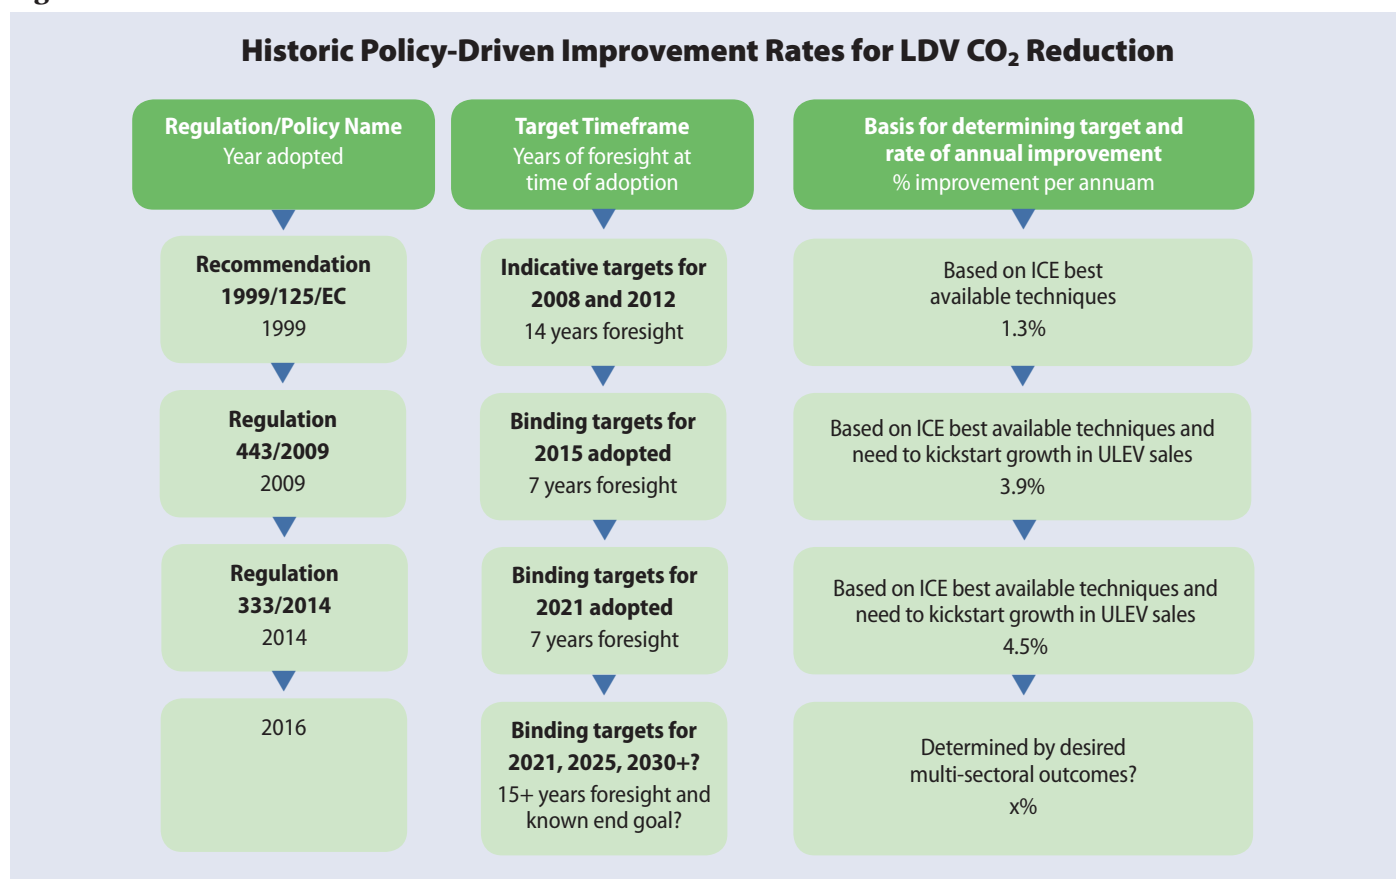 Historic Policy-Driven Improvement Rates for LDV CO₂ Reduction
Regulation/Policy Name
Year adopted
Target Timeframe
Years of foresight at
time of adoption
Basis for determining target and
rate of annual improvement
% improvement per annuam
Recommendation
1999/125/EC
1999
Indicative targets for
2008 and 2012
14 years foresight
Based on ICE best
available techniques
1.3%
Regulation
443/2009
2009
Binding targets for
2015 adopted
7 years foresight
Based on ICE best available techniques and
need to kickstart growth in ULEV sales
3.9%
Regulation
333/2014
2014
Binding targets for
2021 adopted
7 years foresight
Based on ICE best available techniques and
need to kickstart growth in ULEV sales
4.5%
2016
Binding targets for
2021, 2025, 2030+?
15+ years foresight and
known end goal?
Determined by desired
multi-sectoral outcomes?
x%